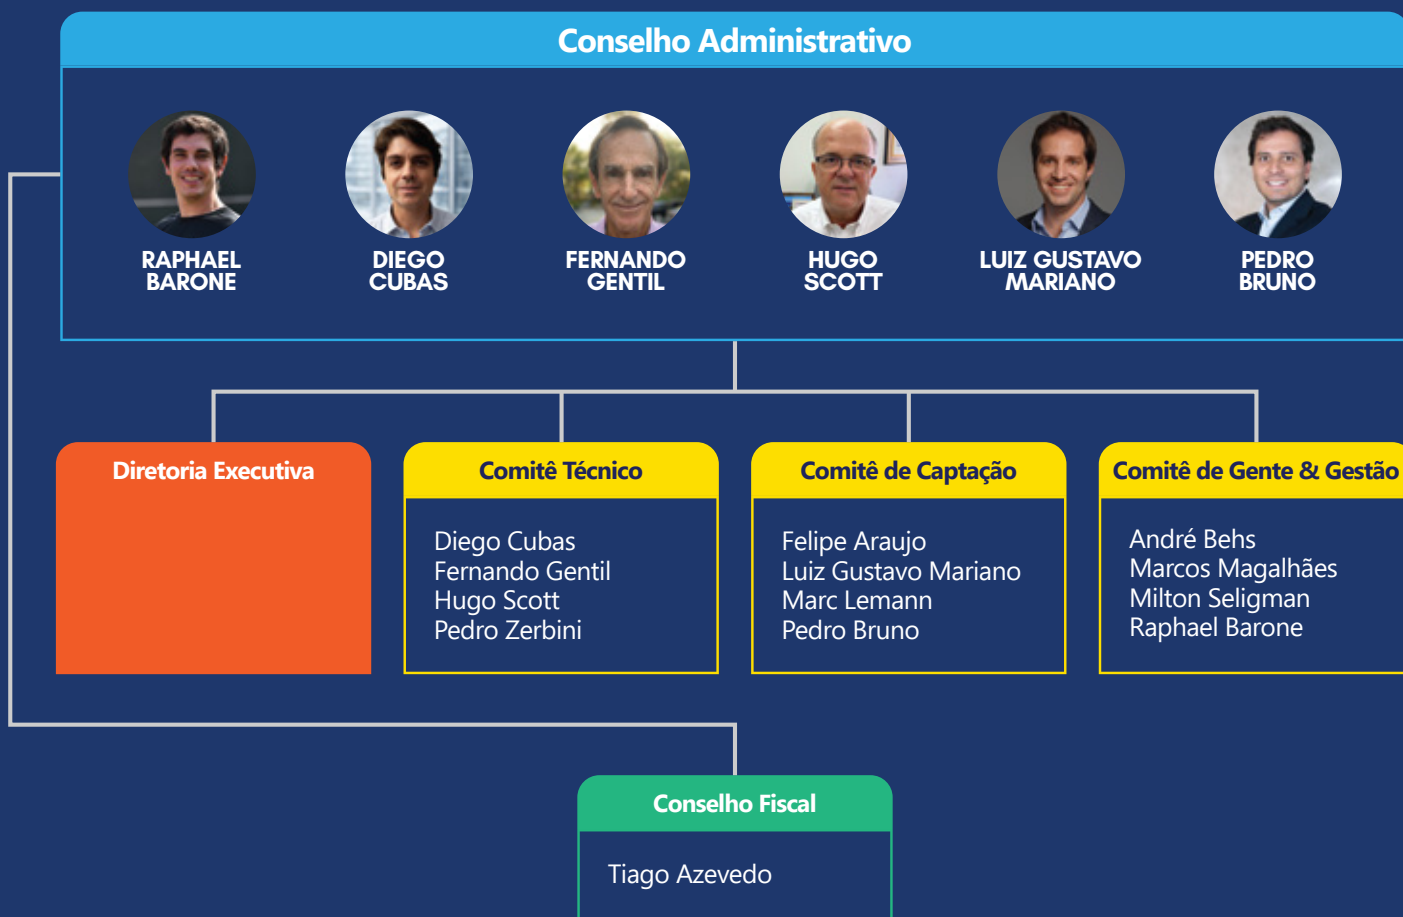 Conselho Administrativo
RAPHAEL
BARONE
DIEGO
CUBAS
FERNANDO
GENTIL
HUGO
SCOTT
LUIZ GUSTAVO
MARIANO
PEDRO
BRUNO
Diretoria Executiva
Comitê Técnico
Diego Cubas
Fernando Gentil
Hugo Scott
Pedro Zerbini
Comitê de Captação
Felipe Araujo
Luiz Gustavo Mariano
Marc Lemann
Pedro Bruno
Comitê de Gente & Gestão
André Behs
Marcos Magalhães
Milton Seligman
Raphael Barone
Conselho Fiscal
Tiago Azevedo